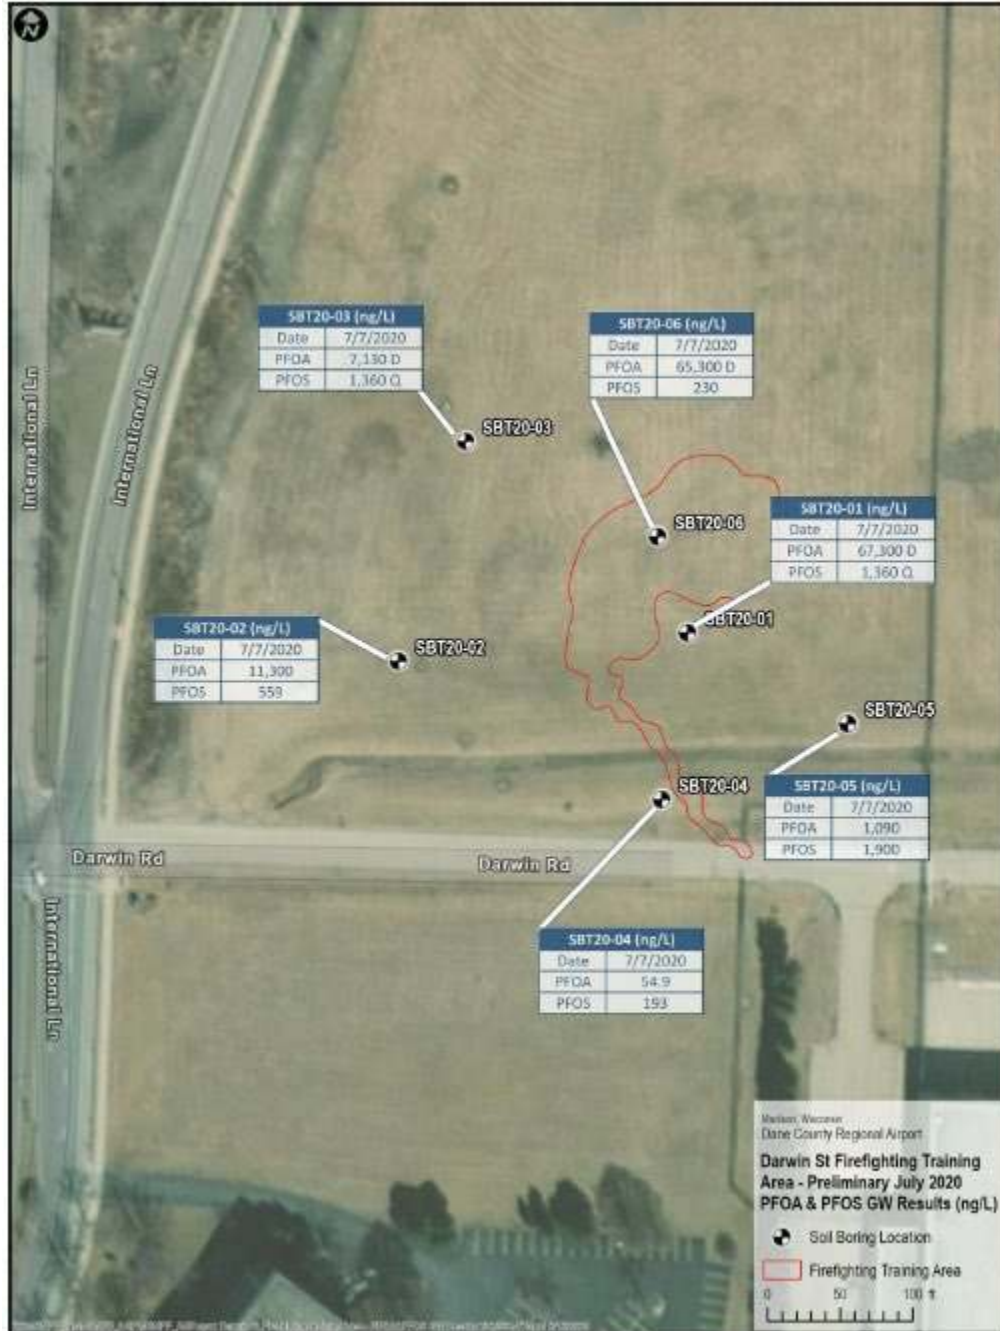 N
SBT20-03 (ng/L)
Date 7/7/2020
PFOA 7,130 D
PFOS 1,360 Q
SBT20-06 (ng/L)
Date 7/7/2020
PFOA 65,300 D
PFOS 230
International Ln
International Ln
SBT20-03
SBT20-06
SBT20-01 (ng/L)
Date 7/7/2020
PFOA 67,300 D
PFOS 1,360 Q
SBT20-02 (ng/L)
Date 7/7/2020
PFOA 11,300
PFOS 559
SBT20-02
SBT20-01
SBT20-05
SBT20-04
SBT20-05 (ng/L)
Date 7/7/2020
PFOA 1,090
PFOS 1,900
Darwin Rd
Darwin Rd
International Ln
SBT20-04 (ng/L)
Date 7/7/2020
PFOA 54.9
PFOS 193
Madison, Wisconsin
Dane County Regional Airport
Darwin St Firefighting Training
Area - Preliminary July 2020
PFOA & PFOS GW Results (ng/L)
Soil Boring Location
Firefighting Training Area
0 50 100 ft